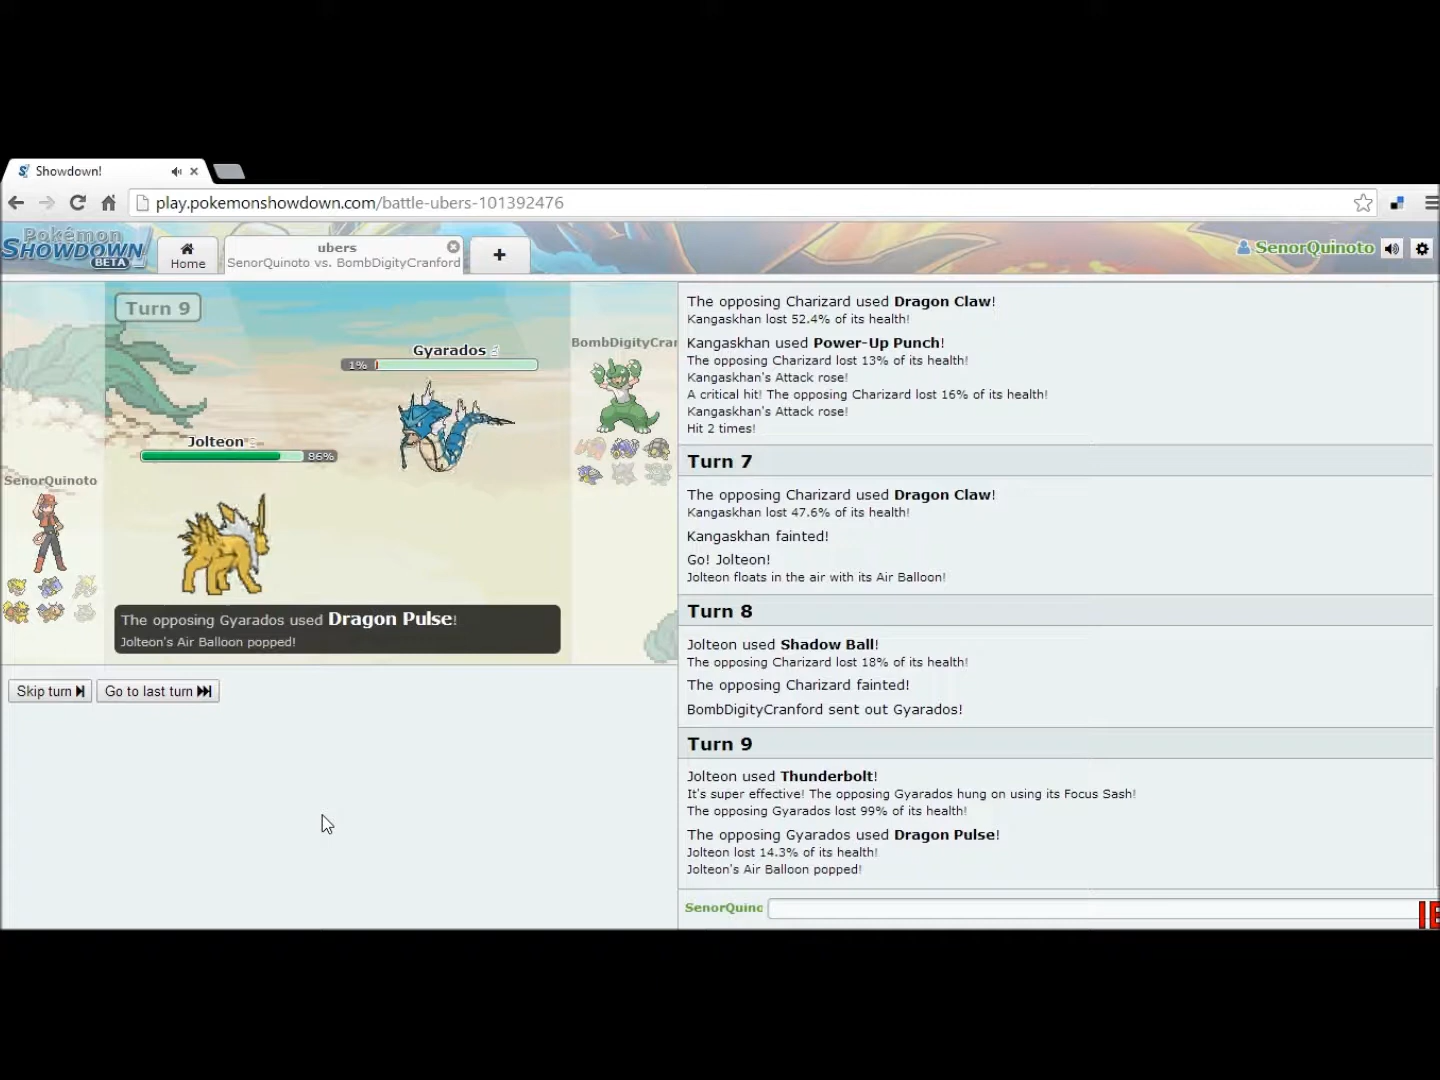 Showdown!
play.pokemonshowdown.com/battle-ubers-101392476
Pokémon
SHOWDOWN
BETA
Home
ubers
SenorQuinoto vs. BombDigityCranford
+
SenorQuinoto
Turn 9
Gyarados
1%
Jolteon
86%
BombDigityCran
SenorQuinoto
The opposing Gyarados used Dragon Pulse!
Jolteon's Air Balloon popped!
Skip turn
Go to last turn
The opposing Charizard used Dragon Claw!
Kangaskhan lost 52.4% of its health!
Kangaskhan used Power-Up Punch!
The opposing Charizard lost 13% of its health!
Kangaskhan's Attack rose!
A critical hit! The opposing Charizard lost 16% of its health!
Kangaskhan's Attack rose!
Hit 2 times!
Turn 7
The opposing Charizard used Dragon Claw!
Kangaskhan lost 47.6% of its health!
Kangaskhan fainted!
Go! Jolteon!
Jolteon floats in the air with its Air Balloon!
Turn 8
Jolteon used Shadow Ball!
The opposing Charizard lost 18% of its health!
The opposing Charizard fainted!
BombDigityCranford sent out Gyarados!
Turn 9
Jolteon used Thunderbolt!
It's super effective! The opposing Gyarados hung on using its Focus Sash!
The opposing Gyarados lost 99% of its health!
The opposing Gyarados used Dragon Pulse!
Jolteon lost 14.3% of its health!
Jolteon's Air Balloon popped!
SenorQuino